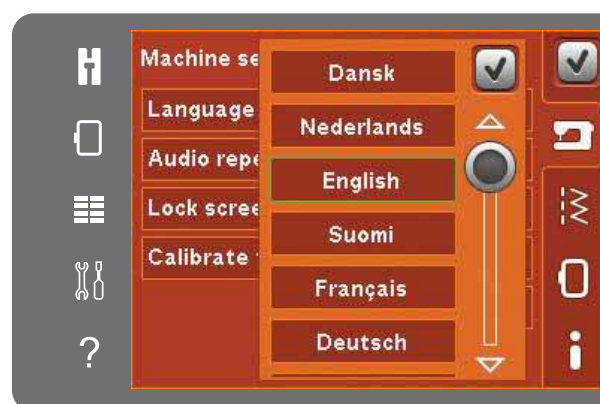 Machine se
Language
Audio repe
Lock scree
Calibrate
Dansk
Nederlands
English
Suomi
Français
Deutsch
?